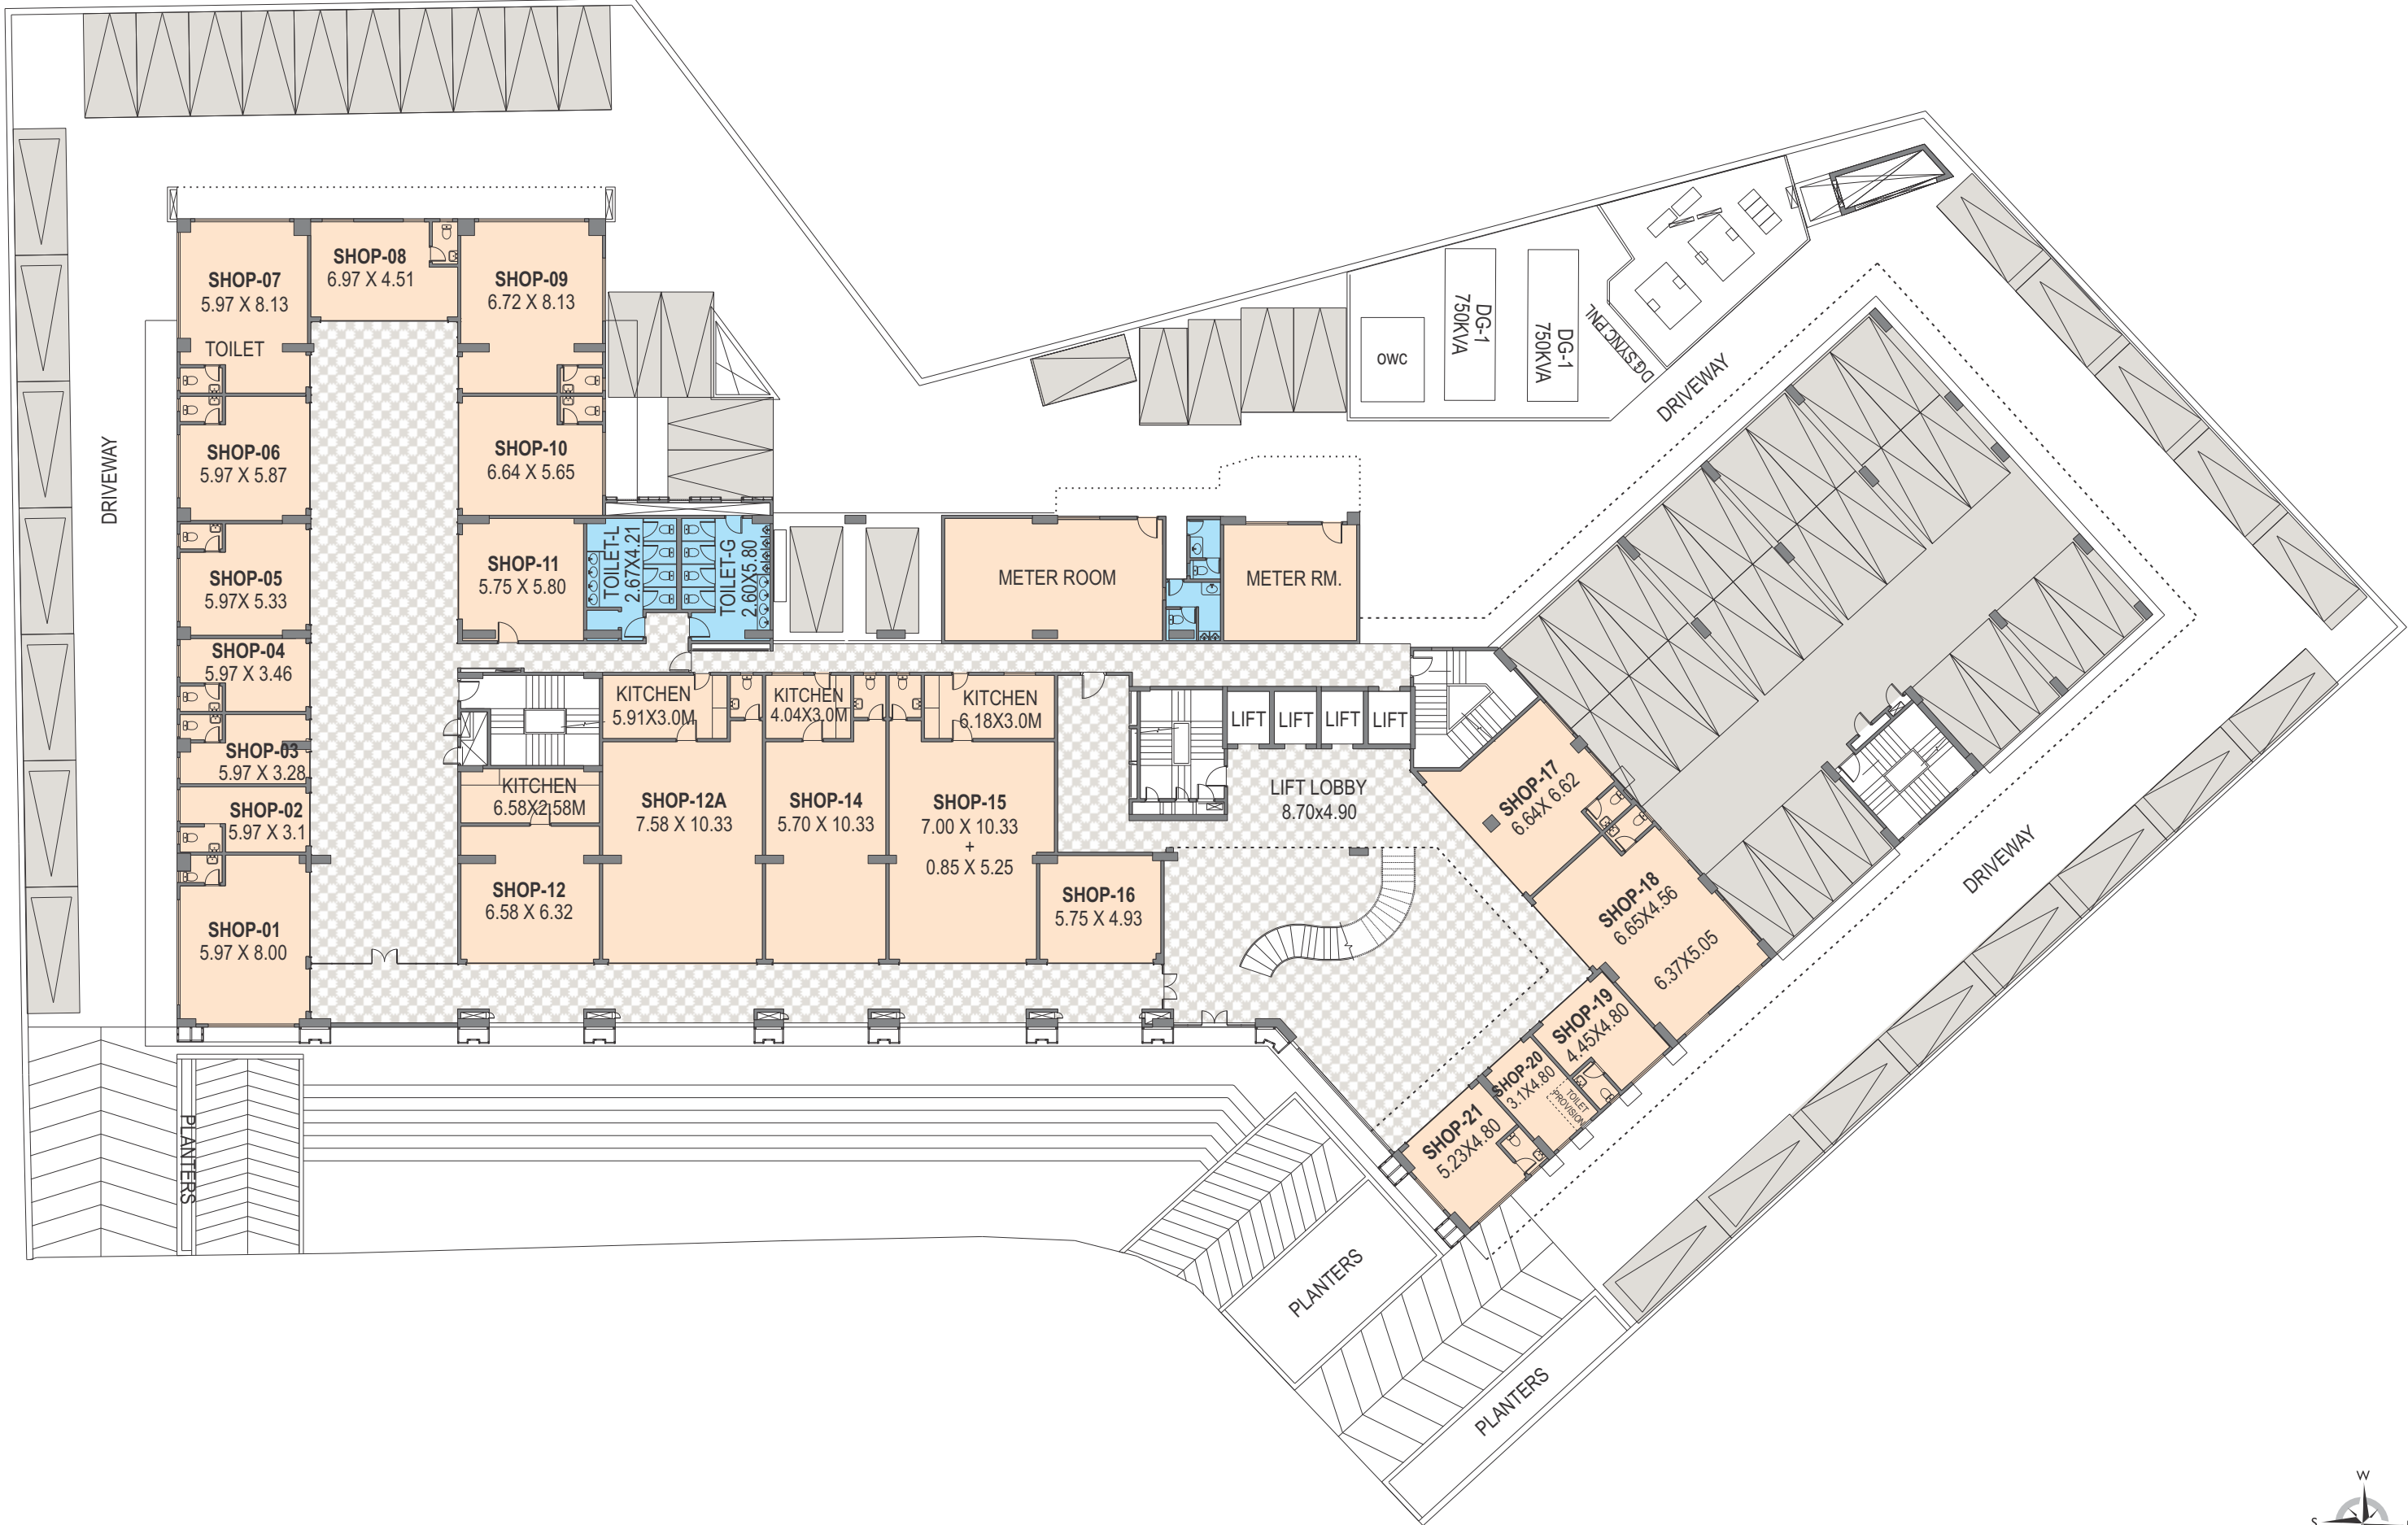 SHOP-07
5.97 X 8.13
TOILET
SHOP-08
6.97 X 4.51
SHOP-09
6.72 X 8.13
SHOP-06
5.97 X 5.87
SHOP-10
6.64 X 5.65
DRIVEWAY
SHOP-05
5.97X 5.33
SHOP-11
5.75 X 5.80
TOILET-L
2.67X4.21
TOILET-G
2.60X5.80
METER ROOM
METER RM.
OWC
DG-1
750KVA
DG-1
750KVA
DG SYNC PNL
DRIVEWAY
SHOP-04
5.97 X 3.46
SHOP-03
5.97 X 3.28
SHOP-02
5.97 X 3.1
SHOP-01
5.97 X 8.00
KITCHEN
5.91X3.0M
KITCHEN
4.04X3.0M
KITCHEN
6.18X3.0M
KITCHEN
6.58X2.58M
SHOP-12
6.58 X 6.32
SHOP-12A
7.58 X 10.33
SHOP-14
5.70 X 10.33
SHOP-15
7.00 X 10.33
+
0.85 X 5.25
SHOP-16
5.75 X 4.93
LIFT
LIFT
LIFT
LIFT
LIFT LOBBY
8.70x4.90
SHOP-17
6.64X 6.62
SHOP-18
6.65X4.56
6.37X5.05
SHOP-19
4.45X4.80
SHOP-20
3.1X4.80
TOILET
PROVISION
SHOP-21
5.23X4.80
DRIVEWAY
PLANTERS
PLANTERS
PLANTERS
W
S